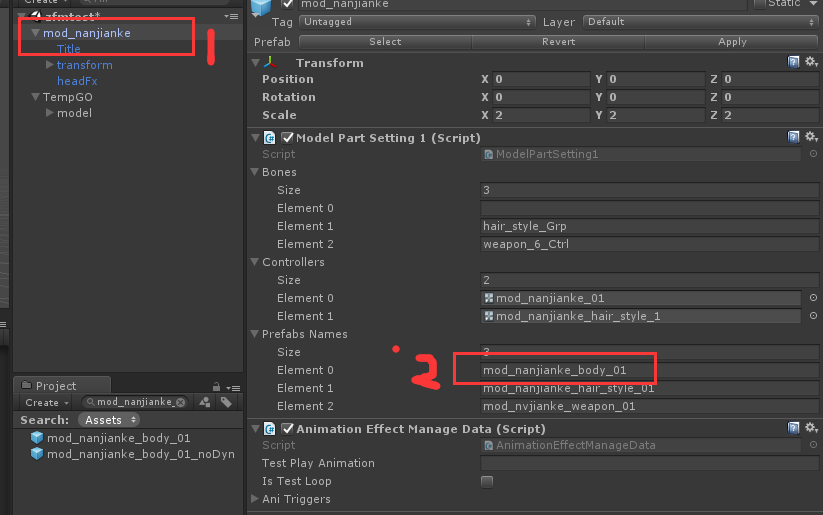 Create
All
zfmtest*
mod_nanjianke
Title
transform
headFx
TempGO
model
1
Project
Create
mod_nanjianke_
Search: Assets
mod_nanjianke_body_01
mod_nanjianke_body_01_noDyn
mod_nanjianke
Static
Tag Untagged Layer Default
Prefab Select Revert Apply
Transform
Position X 0 Y 0 Z 0
Rotation X 0 Y 0 Z 0
Scale X 2 Y 2 Z 2
Model Part Setting 1 (Script)
Script ModelPartSetting1
Bones
Size 3
Element 0
Element 1 hair_style_Grp
Element 2 weapon_6_Ctrl
Controllers
Size 2
Element 0 mod_nanjianke_01
Element 1 mod_nanjianke_hair_style_1
Prefabs Names
Size 3
2
Element 0 mod_nanjianke_body_01
Element 1 mod_nanjianke_hair_style_01
Element 2 mod_nvjianke_weapon_01
Animation Effect Manage Data (Script)
Script AnimationEffectManageData
Test Play Animation
Is Test Loop
Ani Triggers